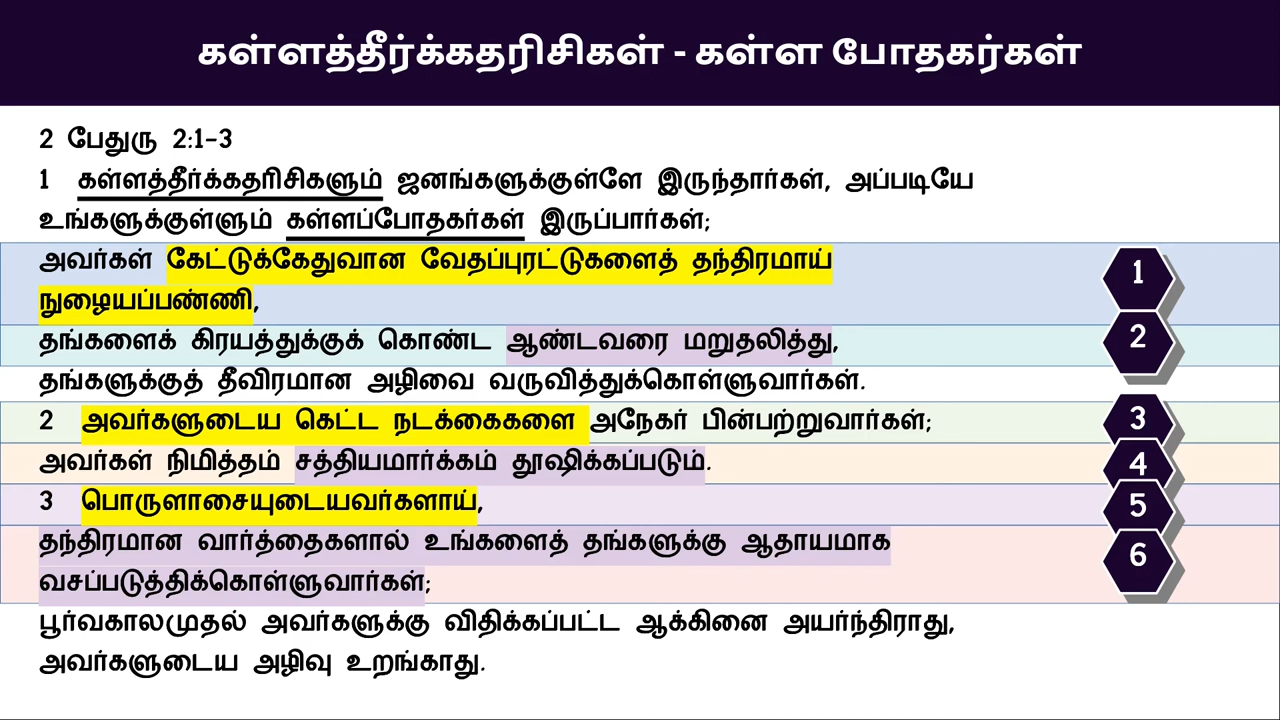 கள்ளத்தீர்க்கதரிசிகள் - கள்ள போதகர்கள்
2 பேதுரு 2:1-3
1 கள்ளத்தீர்க்கதரிசிகளும் ஜனங்களுக்குள்ளே இருந்தார்கள், அப்படியே
உங்களுக்குள்ளும் கள்ளப்போதகர்கள் இருப்பார்கள்;
அவர்கள் கேட்டுக்கேதுவான வேதப்புரட்டுகளைத் தந்திரமாய்
நுழையப்பண்ணி,
1
தங்களைக் கிரயத்துக்குக் கொண்ட ஆண்டவரை மறுதலித்து,
2
தங்களுக்குத் தீவிரமான அழிவை வருவித்துக்கொள்ளுவார்கள்.
2 அவர்களுடைய கெட்ட நடக்கைகளை அநேகர் பின்பற்றுவார்கள்;
3
அவர்கள் நிமித்தம் சத்தியமார்க்கம் தூஷிக்கப்படும்.
4
3 பொருளாசையுடையவர்களாய்,
5
தந்திரமான வார்த்தைகளால் உங்களைத் தங்களுக்கு ஆதாயமாக
வசப்படுத்திக்கொள்ளுவார்கள்;
6
பூர்வகாலமுதல் அவர்களுக்கு விதிக்கப்பட்ட ஆக்கினை அயர்ந்திராது,
அவர்களுடைய அழிவு உறங்காது.